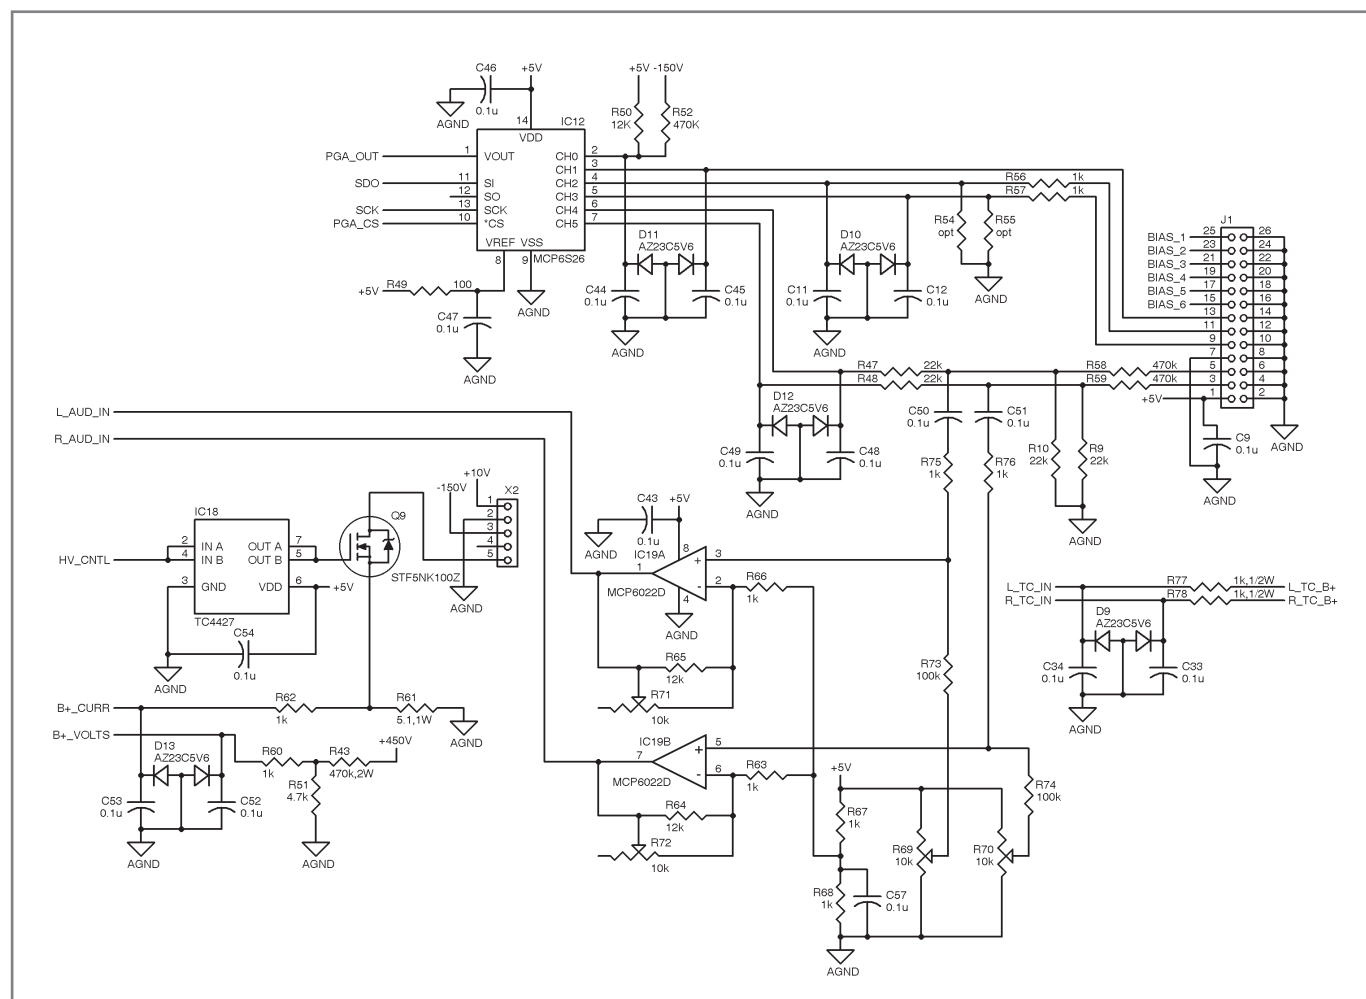 C46
+5V
+5V -150V
0.1u
AGND
R50
12K
R52
470K
14
IC12
VDD
PGA_OUT
1
VOUT
CH0
2
CH1
3
SDO
11
SI
CH2
4
R56
1k
12
SO
CH3
5
R57
1k
SCK
13
SCK
CH4
6
PGA_CS
10
*CS
CH5
7
R54
opt
R55
opt
VREF VSS
8
9
MCP6S26
D11
AZ23C5V6
D10
AZ23C5V6
AGND
+5V
R49
100
AGND
C47
0.1u
AGND
C44
0.1u
C45
0.1u
AGND
C11
0.1u
C12
0.1u
AGND
J1
BIAS_1
25
26
BIAS_2
23
24
BIAS_3
21
22
BIAS_4
19
20
BIAS_5
17
18
BIAS_6
15
16
13
14
11
12
9
10
7
8
5
6
3
4
+5V
1
2
AGND
C9
0.1u
AGND
R47
22k
R58
470k
R48
22k
R59
470k
L_AUD_IN
R_AUD_IN
D12
AZ23C5V6
C50
0.1u
C51
0.1u
C49
0.1u
C48
0.1u
AGND
R75
1k
R76
1k
R10
22k
R9
22k
AGND
+10V
-150V
X2
1
2
3
4
5
AGND
IC18
Q9
HV_CNTL
2
IN A
OUT A
7
4
IN B
OUT B
5
3
GND
VDD
6
+5V
STF5NK100Z
TC4427
AGND
C54
0.1u
C43
+5V
0.1u
AGND
IC19A
8
1
+
3
-
2
MCP6022D
4
AGND
R66
1k
R65
12k
R71
10k
R73
100k
L_TC_IN
R77
1k,1/2W
L_TC_B+
R_TC_IN
R78
1k,1/2W
R_TC_B+
D9
AZ23C5V6
C34
0.1u
C33
0.1u
AGND
B+_CURR
R62
1k
R61
5.1,1W
AGND
B+_VOLTS
D13
AZ23C5V6
R60
1k
R43
470k,2W
+450V
R51
4.7k
AGND
C53
0.1u
C52
0.1u
AGND
IC19B
7
+
5
-
6
MCP6022D
R63
1k
R64
12k
R72
10k
+5V
R67
1k
R74
100k
R69
10k
R70
10k
R68
1k
C57
0.1u
AGND